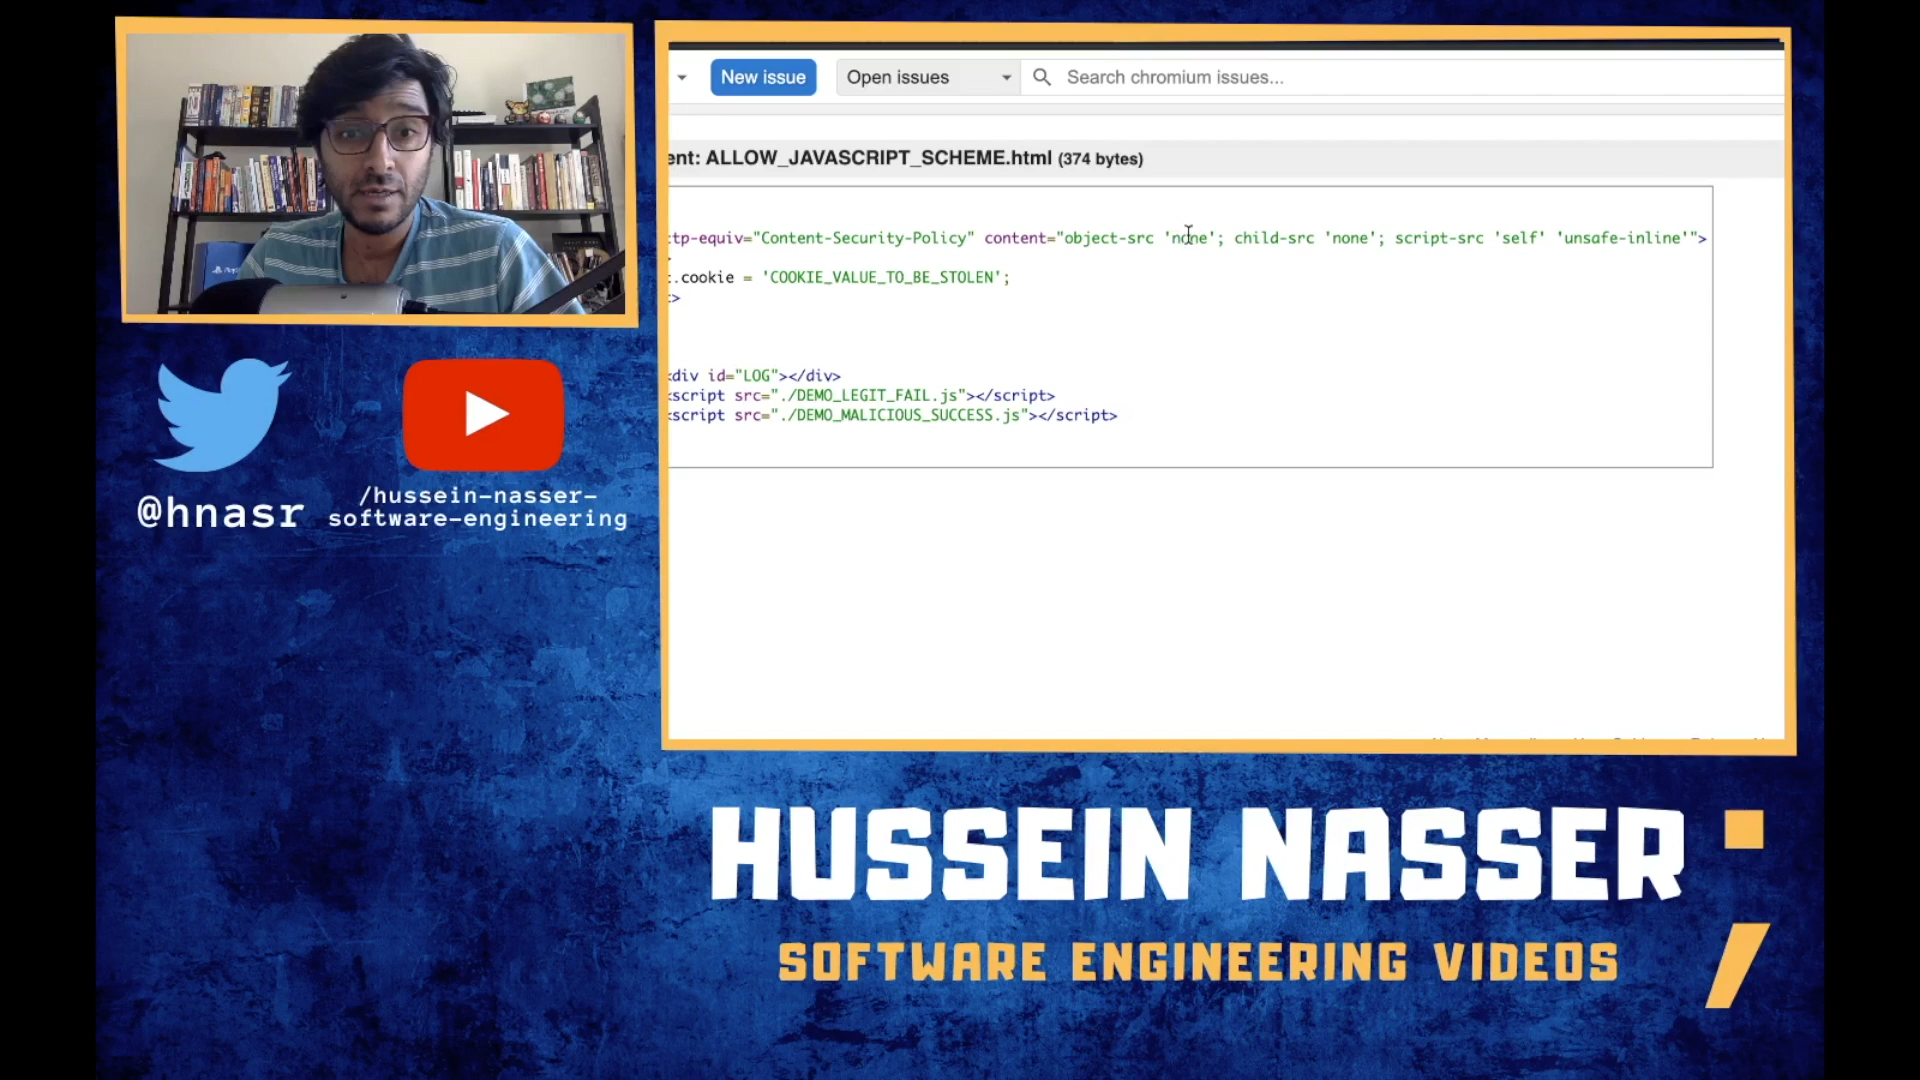 New issue
Open issues
Search chromium issues...
ent: ALLOW_JAVASCRIPT_SCHEME.html (374 bytes)
tp-equiv="Content-Security-Policy" content="object-src 'none'; child-src 'none'; script-src 'self' 'unsafe-inline'">
>
.cookie = 'COOKIE_VALUE_TO_BE_STOLEN';
>
<div id="LOG"></div>
<script src="./DEMO_LEGIT_FAIL.js"></script>
<script src="./DEMO_MALICIOUS_SUCCESS.js"></script>
@hnasr
/hussein-nasser-
software-engineering
HUSSEIN NASSER ;
SOFTWARE ENGINEERING VIDEOS